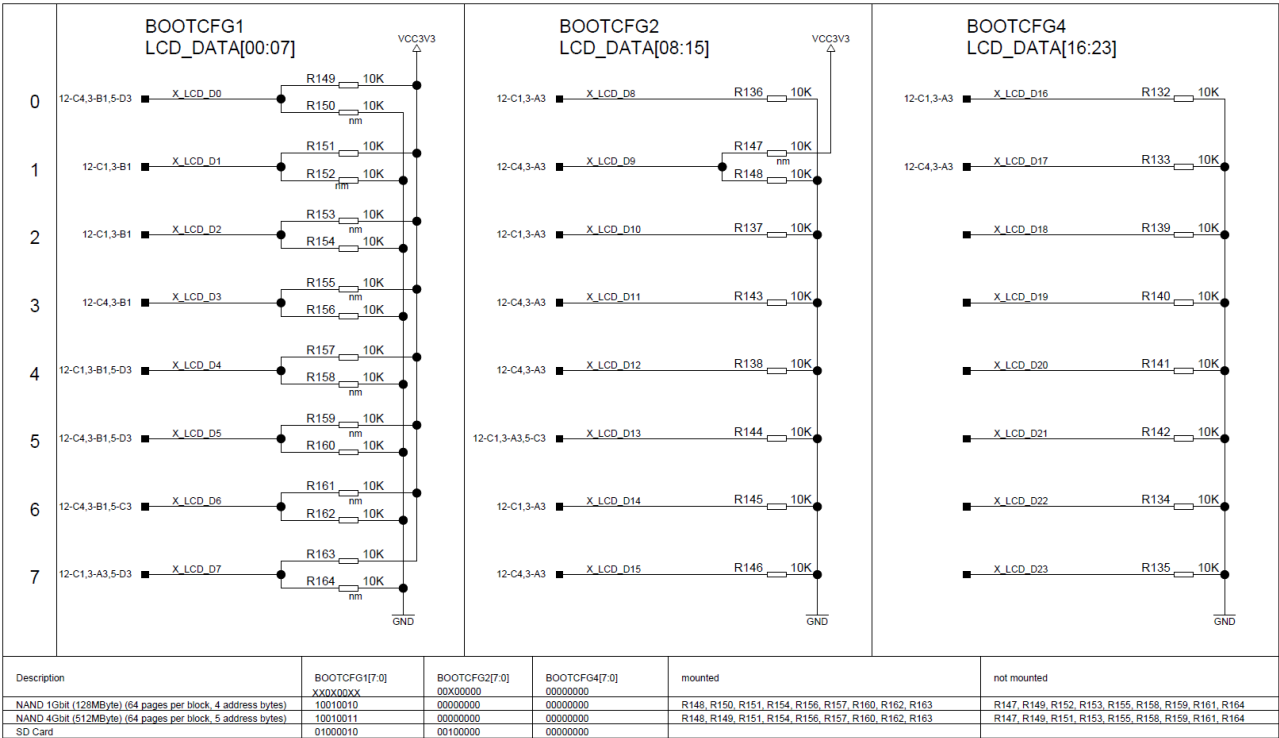 BOOTCFG1
LCD_DATA[00:07]
VCC3V3
0
12-C4,3-B1,5-D3 X_LCD_D0 R149 10K
R150 10K
nm
1
12-C1,3-B1 X_LCD_D1 R151 10K
R152 10K
nm
2
12-C1,3-B1 X_LCD_D2 R153 10K
nm
R154 10K
3
12-C4,3-B1 X_LCD_D3 R155 10K
nm
R156 10K
4
12-C1,3-B1,5-D3 X_LCD_D4 R157 10K
R158 10K
nm
5
12-C4,3-B1,5-D3 X_LCD_D5 R159 10K
nm
R160 10K
6
12-C4,3-B1,5-C3 X_LCD_D6 R161 10K
nm
R162 10K
7
12-C1,3-A3,5-D3 X_LCD_D7 R163 10K
R164 10K
nm
GND
BOOTCFG2
LCD_DATA[08:15]
VCC3V3
12-C1,3-A3 X_LCD_D8 R136 10K
12-C4,3-A3 X_LCD_D9 R147 10K
nm
R148 10K
12-C1,3-A3 X_LCD_D10 R137 10K
12-C4,3-A3 X_LCD_D11 R143 10K
12-C4,3-A3 X_LCD_D12 R138 10K
12-C1,3-A3,5-C3 X_LCD_D13 R144 10K
12-C1,3-A3 X_LCD_D14 R145 10K
12-C4,3-A3 X_LCD_D15 R146 10K
GND
BOOTCFG4
LCD_DATA[16:23]
12-C1,3-A3 X_LCD_D16 R132 10K
12-C4,3-A3 X_LCD_D17 R133 10K
X_LCD_D18 R139 10K
X_LCD_D19 R140 10K
X_LCD_D20 R141 10K
X_LCD_D21 R142 10K
X_LCD_D22 R134 10K
X_LCD_D23 R135 10K
GND
Description BOOTCFG1[7:0] BOOTCFG2[7:0] BOOTCFG4[7:0] mounted not mounted
XX0X00XX 00X00000 00000000
NAND 1Gbit (128MByte) (64 pages per block, 4 address bytes) 10010010 00000000 00000000 R148, R150, R151, R154, R156, R157, R160, R162, R163 R147, R149, R152, R153, R155, R158, R159, R161, R164
NAND 4Gbit (512MByte) (64 pages per block, 5 address bytes) 10010011 00000000 00000000 R148, R149, R151, R154, R156, R157, R160, R162, R163 R147, R149, R151, R153, R155, R158, R159, R161, R164
SD Card 01000010 00100000 00000000